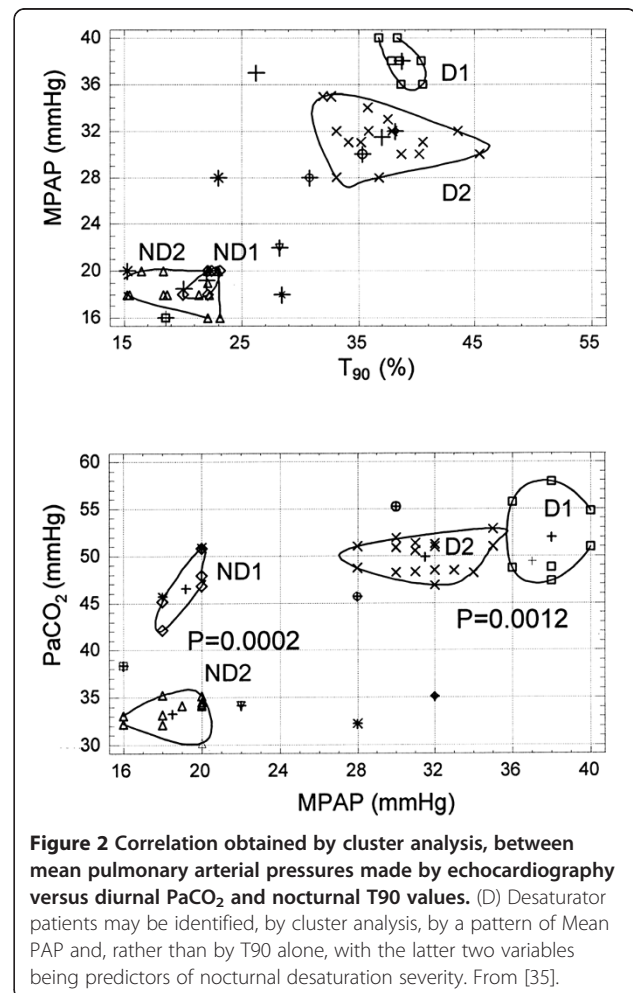 40
36
32
28
24
20
16
MPAP (mmHg)
D1
D2
ND2 ND1
15 25 35 45 55
T90 (%)
60
55
50
45
40
35
30
PaCO2 (mmHg)
D1
D2
ND1
P=0.0002
P=0.0012
ND2
16 20 24 28 32 36 40
MPAP (mmHg)
Figure 2 Correlation obtained by cluster analysis, between
mean pulmonary arterial pressures made by echocardiography
versus diurnal PaCO2 and nocturnal T90 values. (D) Desaturator
patients may be identified, by cluster analysis, by a pattern of Mean
PAP and, rather than by T90 alone, with the latter two variables
being predictors of nocturnal desaturation severity. From [35].